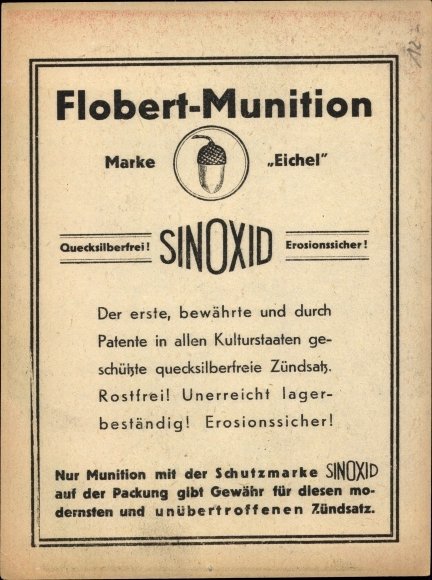 12.-
Flobert-Munition
Marke „Eichel"
Quecksilberfrei! SINOXID Erosionssicher!
Der erste, bewährte und durch
Patente in allen Kulturstaaten ge-
schützte quecksilberfreie Zündsatz.
Rostfrei! Unerreicht lager-
beständig! Erosionssicher!
Nur Munition mit der Schutzmarke SINOXID
auf der Packung gibt Gewähr für diesen mo-
dernsten und unübertroffenen Zündsatz.